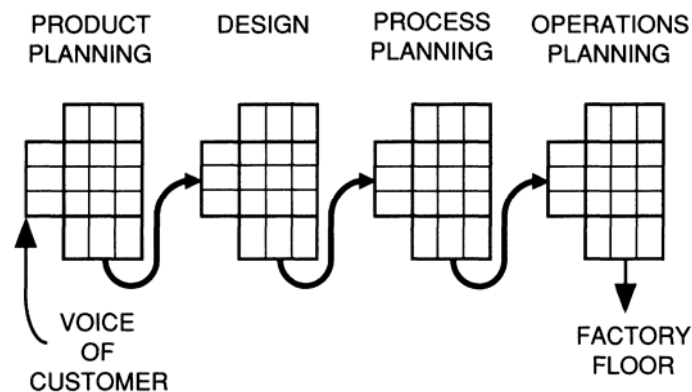 PRODUCT
PLANNING
DESIGN
PROCESS
PLANNING
OPERATIONS
PLANNING
VOICE
OF
CUSTOMER
FACTORY
FLOOR